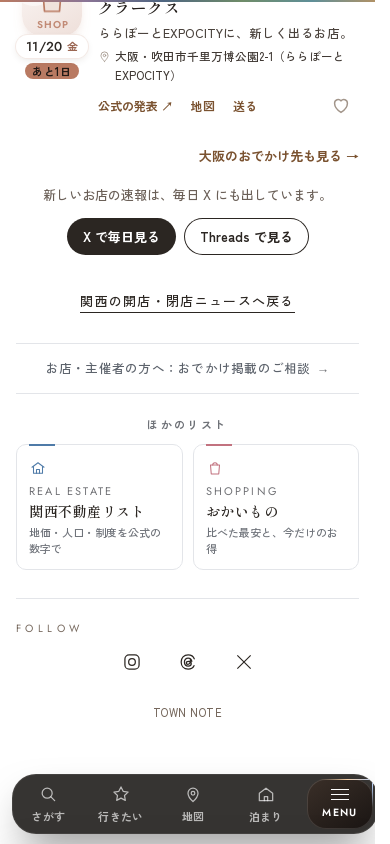 クラークス
SHOP
ららぽーとEXPOCITYに、新しく出るお店。
11/20 金
大阪・吹田市千里万博公園2-1（ららぽーと
あと1日
EXPOCITY）
公式の発表 ↗ 地図 送る
大阪のおでかけ先も見る →
新しいお店の速報は、毎日 X にも出しています。
X で毎日見る Threads で見る
関西の開店・閉店ニュースへ戻る
お店・主催者の方へ：おでかけ掲載のご相談 →
ほかのリスト
REAL ESTATE
関西不動産リスト
地価・人口・制度を公式の
数字で
SHOPPING
おかいもの
比べた最安と、今だけのお
得
FOLLOW
TOWN NOTE
さがす 行きたい 地図 泊まり MENU